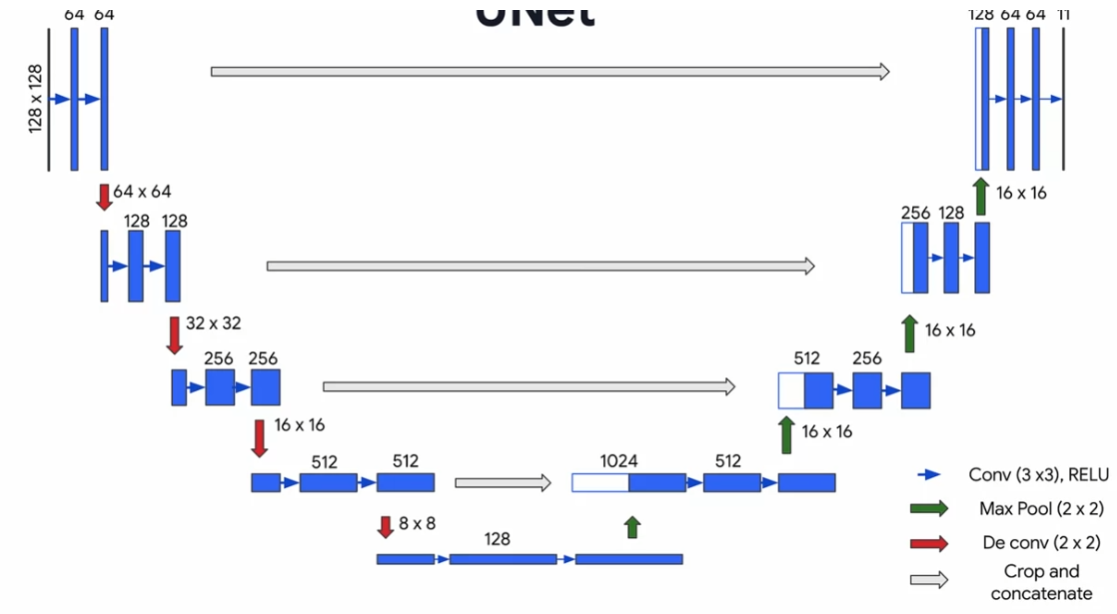 UNet
64 64
128 64 64 11
128 x 128
64 x 64
16 x 16
128 128
256 128
32 x 32
16 x 16
256 256
512 256
16 x 16
16 x 16
512 512
1024 512
8 x 8
128
Conv (3 x3), RELU
Max Pool (2 x 2)
De conv (2 x 2)
Crop and
concatenate